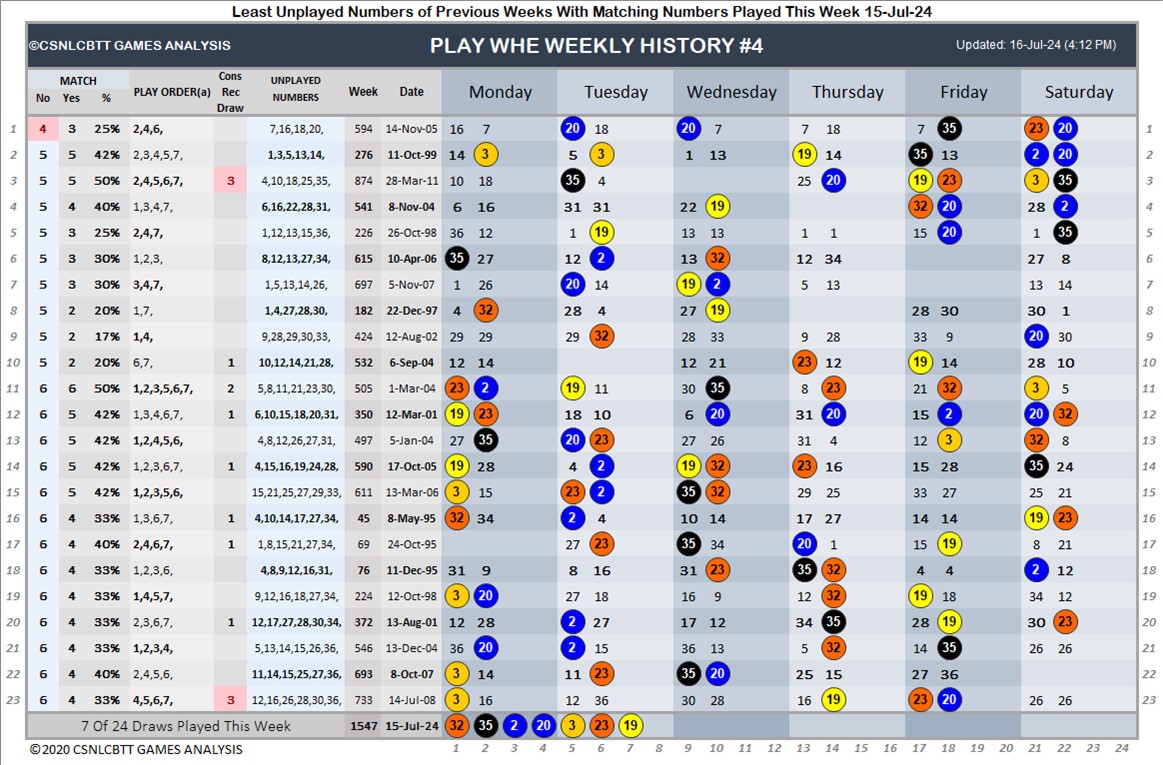 Least Unplayed Numbers of Previous Weeks With Matching Numbers Played This Week 15-Jul-24
©CSNLCBTT GAMES ANALYSIS PLAY WHE WEEKLY HISTORY #4 Updated: 16-Jul-24 (4:12 PM)
MATCH Cons
No Yes % PLAY ORDER(a) Rec UNPLAYED Week Date Monday Tuesday Wednesday Thursday Friday Saturday
Draw NUMBERS
1 4 3 25% 2,4,6, 7,16,18,20, 594 14-Nov-05 16 7 20 18 20 7 7 18 7 35 23 20 1
2 5 5 42% 2,3,4,5,7, 1,3,5,13,14, 276 11-Oct-99 14 3 5 3 1 13 19 14 35 13 2 20 2
3 5 5 50% 2,4,5,6,7, 3 4,10,18,25,35, 874 28-Mar-11 10 18 35 4 25 20 19 23 3 35 3
4 5 4 40% 1,3,4,7, 6,16,22,28,31, 541 8-Nov-04 6 16 31 31 22 19 32 20 28 2 4
5 5 3 25% 2,4,7, 1,12,13,15,36, 226 26-Oct-98 36 12 1 19 13 13 1 1 15 20 1 35 5
6 5 3 30% 1,2,3, 8,12,13,27,34, 615 10-Apr-06 35 27 12 2 13 32 12 34 27 8 6
7 5 3 30% 3,4,7, 1,5,13,14,26, 697 5-Nov-07 1 26 20 14 19 2 5 13 13 14 7
8 5 2 20% 1,7, 1,4,27,28,30, 182 22-Dec-97 4 32 28 4 27 19 28 30 30 1 8
9 5 2 17% 1,4, 9,28,29,30,33, 424 12-Aug-02 29 29 29 32 28 33 9 28 33 9 20 30 9
10 5 2 20% 6,7, 1 10,12,14,21,28, 532 6-Sep-04 12 14 12 21 23 12 19 14 28 10 10
11 6 6 50% 1,2,3,5,6,7, 2 5,8,11,21,23,30, 505 1-Mar-04 23 2 19 11 30 35 8 23 21 32 3 5 11
12 6 5 42% 1,3,4,6,7, 1 6,10,15,18,20,31, 350 12-Mar-01 19 23 18 10 6 20 31 20 15 2 20 32 12
13 6 5 42% 1,2,4,5,6, 4,8,12,26,27,31, 497 5-Jan-04 27 35 20 23 27 26 31 4 12 3 32 8 13
14 6 5 42% 1,2,3,6,7, 1 4,15,16,19,24,28, 590 17-Oct-05 19 28 4 2 19 32 23 16 15 28 35 24 14
15 6 5 42% 1,2,3,5,6, 15,21,25,27,29,33, 611 13-Mar-06 3 15 23 2 35 32 29 25 33 27 25 21 15
16 6 4 33% 1,3,6,7, 1 4,10,14,17,27,34, 45 8-May-95 32 34 2 4 10 14 17 27 14 14 19 23 16
17 6 4 40% 2,4,6,7, 1 1,8,15,21,27,34, 69 24-Oct-95 27 23 35 34 20 1 15 19 8 21 17
18 6 4 33% 1,2,3,6, 4,8,9,12,16,31, 76 11-Dec-95 31 9 8 16 31 23 35 32 4 4 2 12 18
19 6 4 33% 1,4,5,7, 9,12,16,18,27,34, 224 12-Oct-98 3 20 27 18 16 9 12 32 19 18 34 12 19
20 6 4 33% 2,3,6,7, 1 12,17,27,28,30,34, 372 13-Aug-01 12 28 2 27 17 12 34 35 28 19 30 23 20
21 6 4 33% 1,2,3,4, 5,13,14,15,26,36, 546 13-Dec-04 36 20 2 15 36 13 5 32 14 35 26 26 21
22 6 4 40% 2,4,5,6, 11,14,15,25,27,36, 693 8-Oct-07 3 14 11 23 35 20 25 15 27 36 22
23 6 4 33% 4,5,6,7, 3 12,16,26,28,30,36, 733 14-Jul-08 3 16 12 36 30 28 16 19 23 20 26 26 23
7 Of 24 Draws Played This Week 1547 15-Jul-24 32 35 2 20 3 23 19
© 2020 CSNLCBTT GAMES ANALYSIS 1 2 3 4 5 6 7 8 9 10 11 12 13 14 15 16 17 18 19 20 21 22 23 24